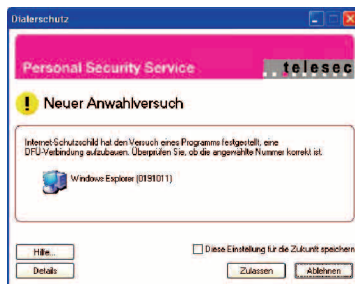 Dialerschutz
Personal Security Service
telesec
Neuer Anwahlversuch
Internet-Schutzschild hat den Versuch eines Programms festgestellt, eine
DFÜ-Verbindung aufzubauen. Überprüfen Sie, ob die angewählte Nummer korrekt ist.
Windows Explorer (0191011)
Diese Einstellung für die Zukunft speichern
Hilfe...
Details
Zulassen
Ablehnen